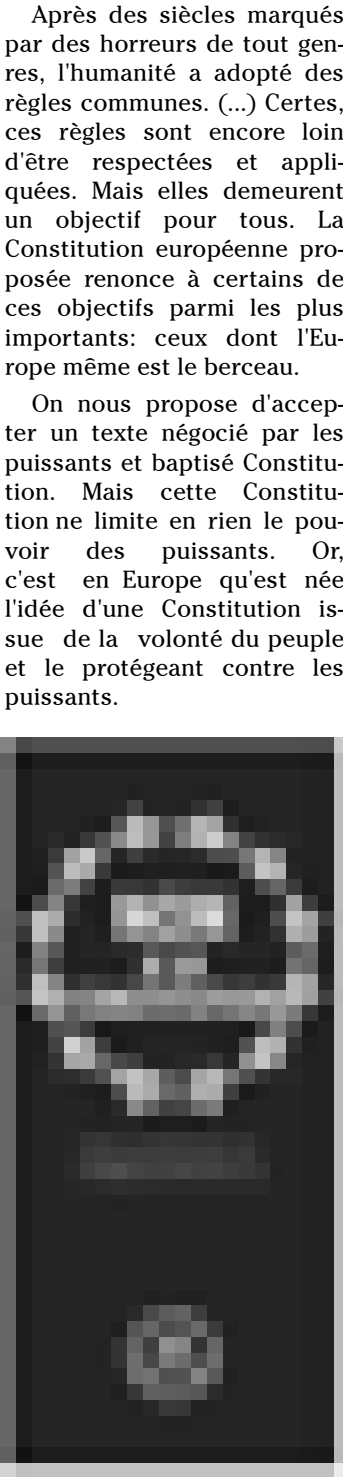 Après des siècles marqués
par des horreurs de tout gen-
res, l'humanité a adopté des
règles communes. (...) Certes,
ces règles sont encore loin
d'être respectées et appli-
quées. Mais elles demeurent
un objectif pour tous. La
Constitution européenne pro-
posée renonce à certains de
ces objectifs parmi les plus
importants: ceux dont l'Eu-
rope même est le berceau.
On nous propose d'accep-
ter un texte négocié par les
puissants et baptisé Constitu-
tion. Mais cette Constitu-
tion ne limite en rien le pou-
voir des puissants. Or,
c'est en Europe qu'est née
l'idée d'une Constitution is-
sue de la volonté du peuple
et le protégeant contre les
puissants.